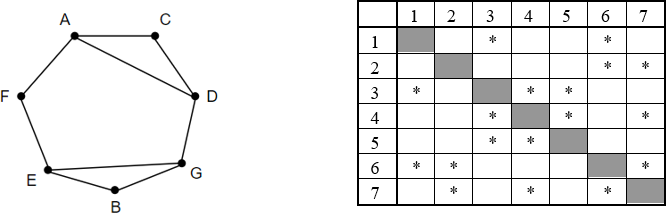 A C
F D
E G
B
1 2 3 4 5 6 7
1 * *
2 * *
3 * * *
4 * * *
5 * *
6 * * *
7 * * *